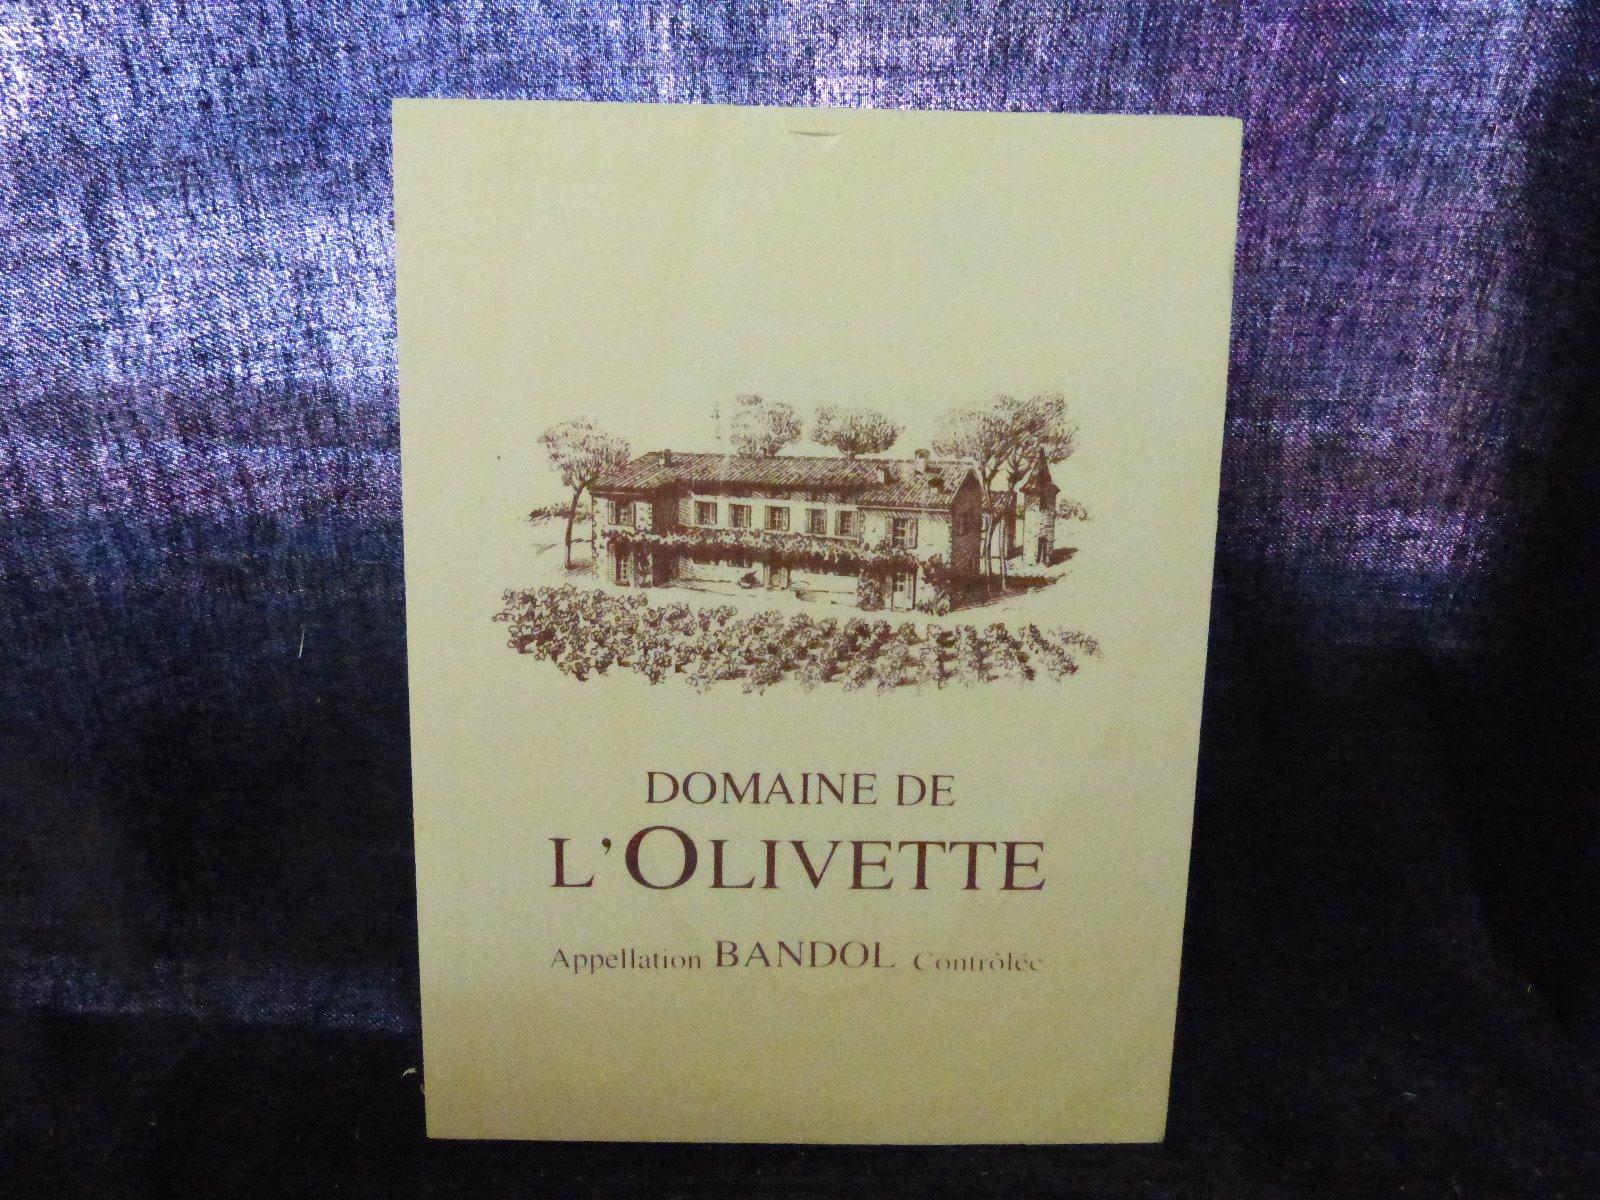 DOMAINE DE
L'OLIVETTE
Appellation BANDOL Contrôlée